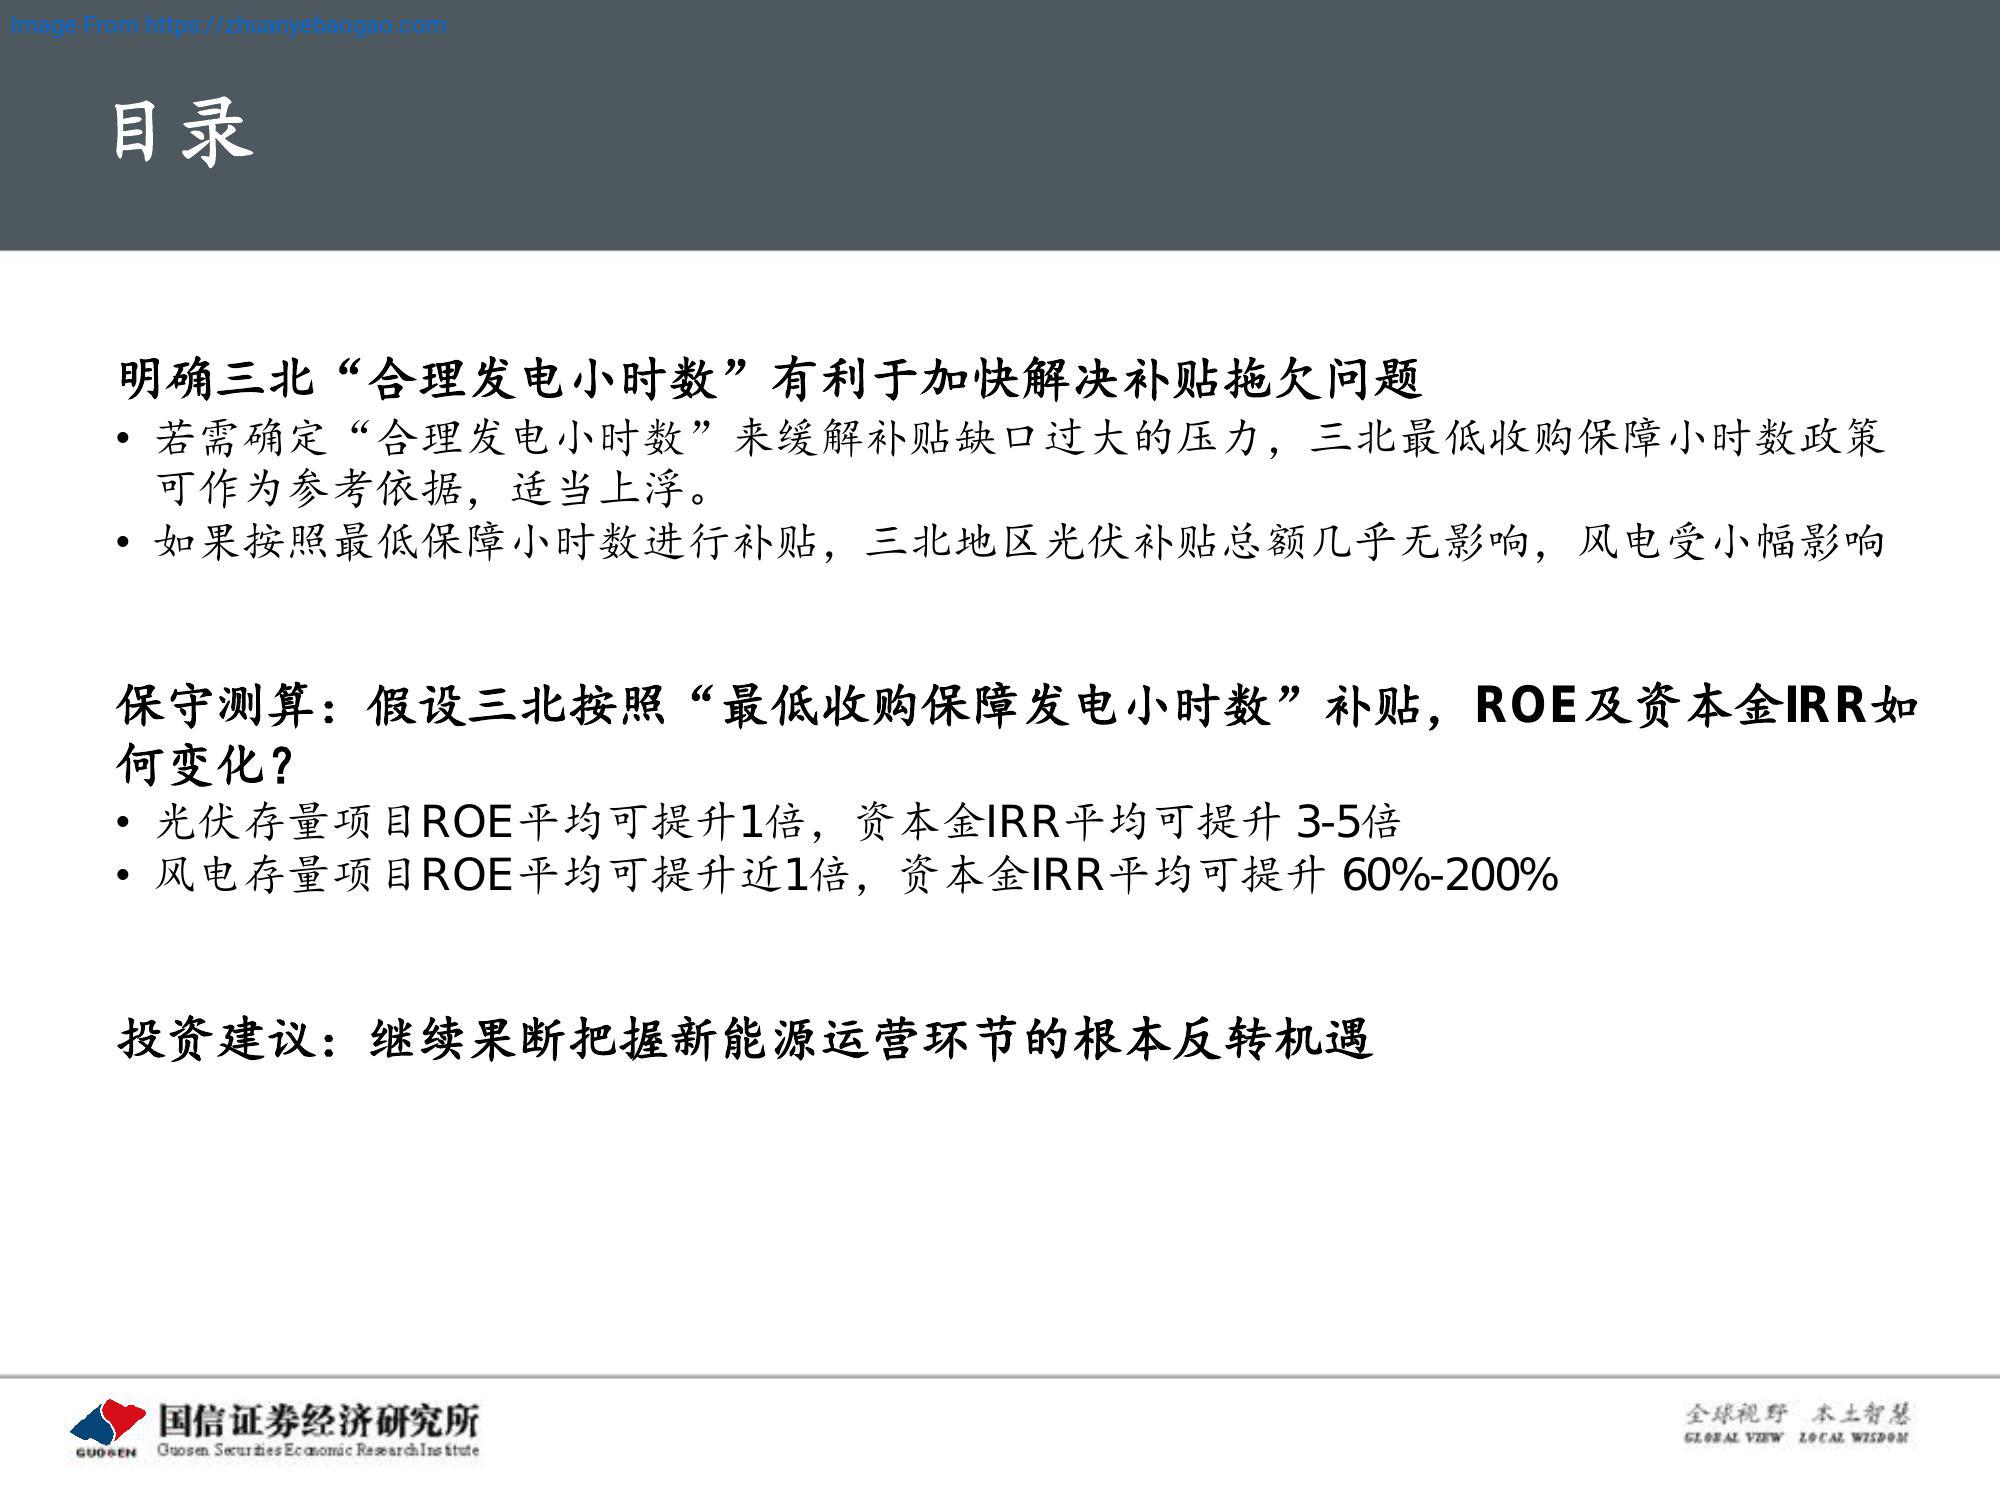 Image From https://zhuanyebaogao.com
目录
明确三北“合理发电小时数”有利于加快解决补贴拖欠问题
• 若需确定“合理发电小时数”来缓解补贴缺口过大的压力，三北最低收购保障小时数政策
可作为参考依据，适当上浮。
• 如果按照最低保障小时数进行补贴，三北地区光伏补贴总额几乎无影响，风电受小幅影响
保守测算：假设三北按照“最低收购保障发电小时数”补贴，ROE及资本金IRR如
何变化？
• 光伏存量项目ROE平均可提升1倍，资本金IRR平均可提升 3-5倍
• 风电存量项目ROE平均可提升近1倍，资本金IRR平均可提升 60%-200%
投资建议：继续果断把握新能源运营环节的根本反转机遇
GUOSEN
国信证券经济研究所
Guosen Securities Economic Research Institute
全球视野 本土智慧
GLOBAL VIEW LOCAL WISDOM